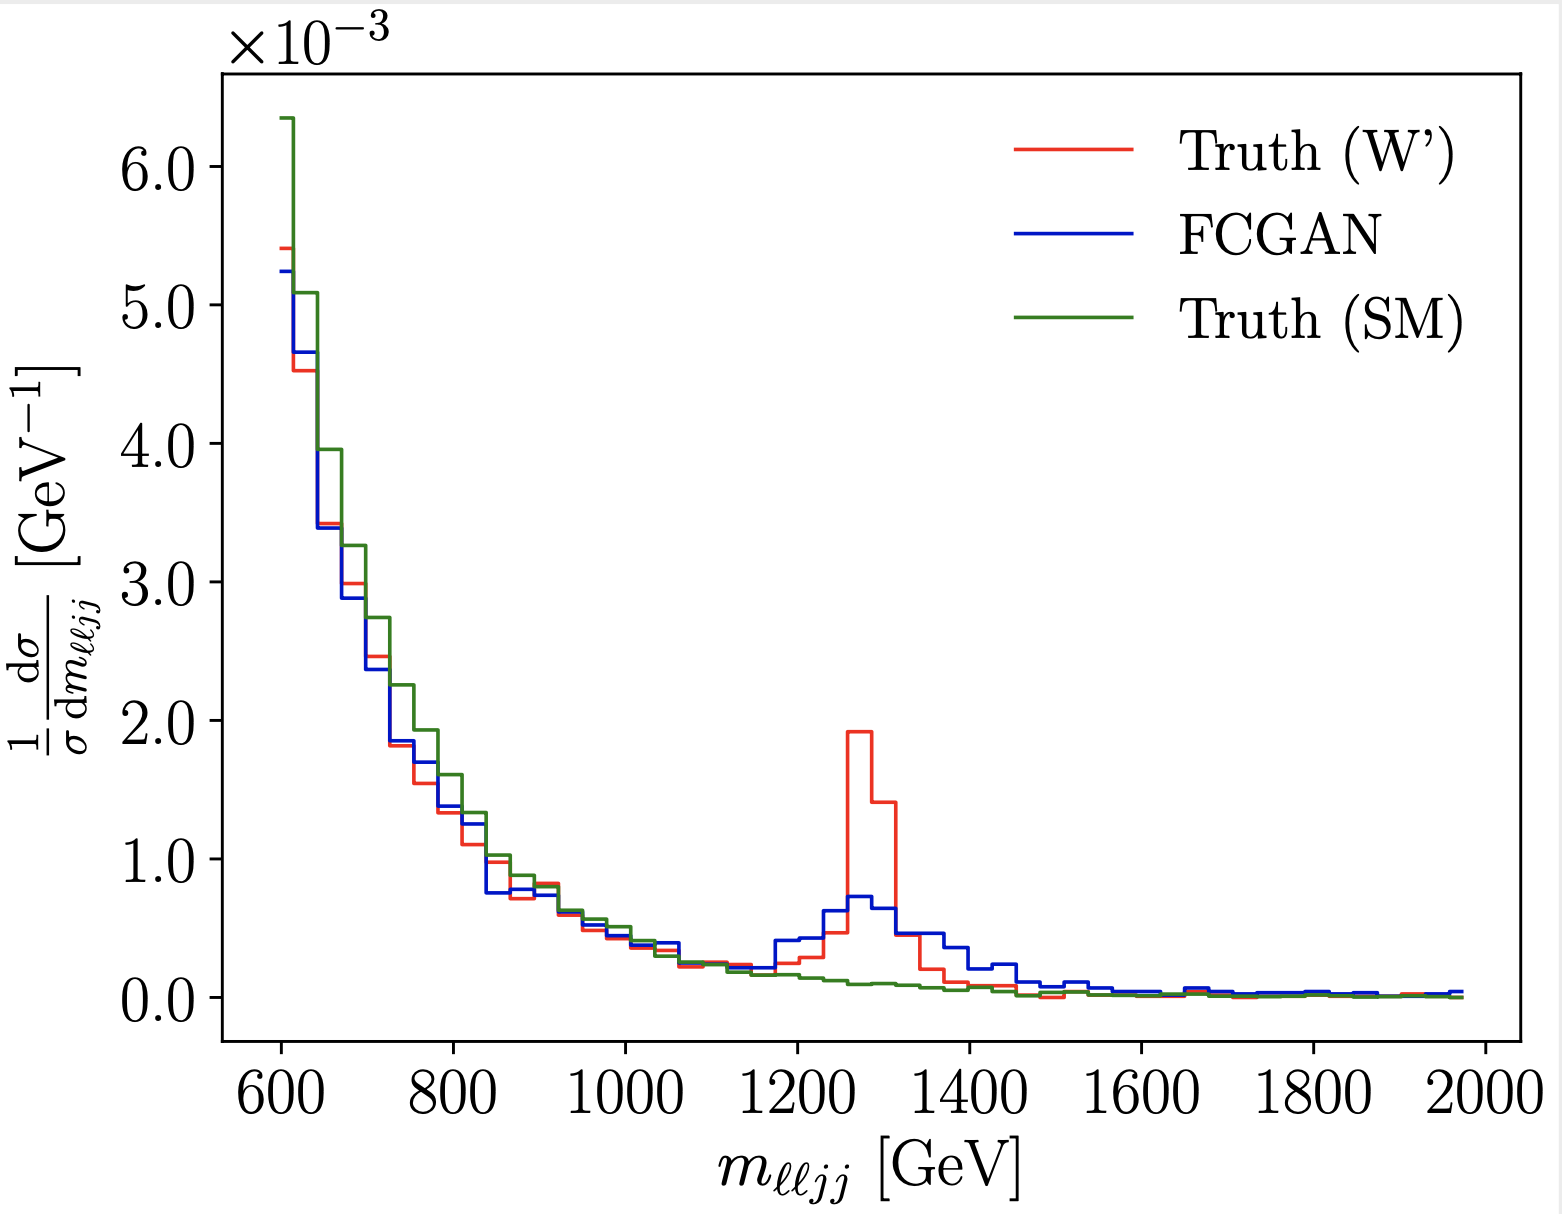 ×10⁻³
6.0
5.0
4.0
3.0
2.0
1.0
0.0
1/σ dσ/dm_ℓℓjj [GeV⁻¹]
Truth (W')
FCGAN
Truth (SM)
600 800 1000 1200 1400 1600 1800 2000
m_ℓℓjj [GeV]